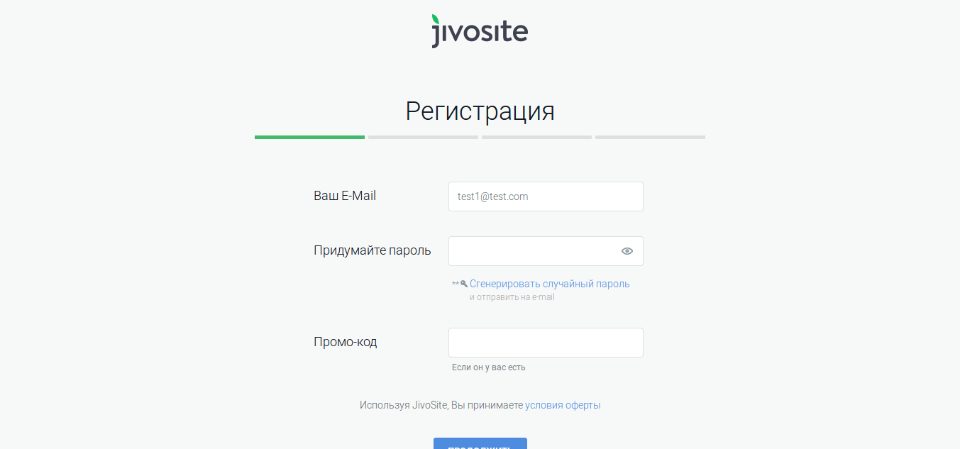 jivosite
Регистрация
Ваш E-Mail
test1@test.com
Придумайте пароль
Сгенерировать случайный пароль
и отправить на e-mail
Промо-код
Если он у вас есть
Используя JivoSite, Вы принимаете условия оферты